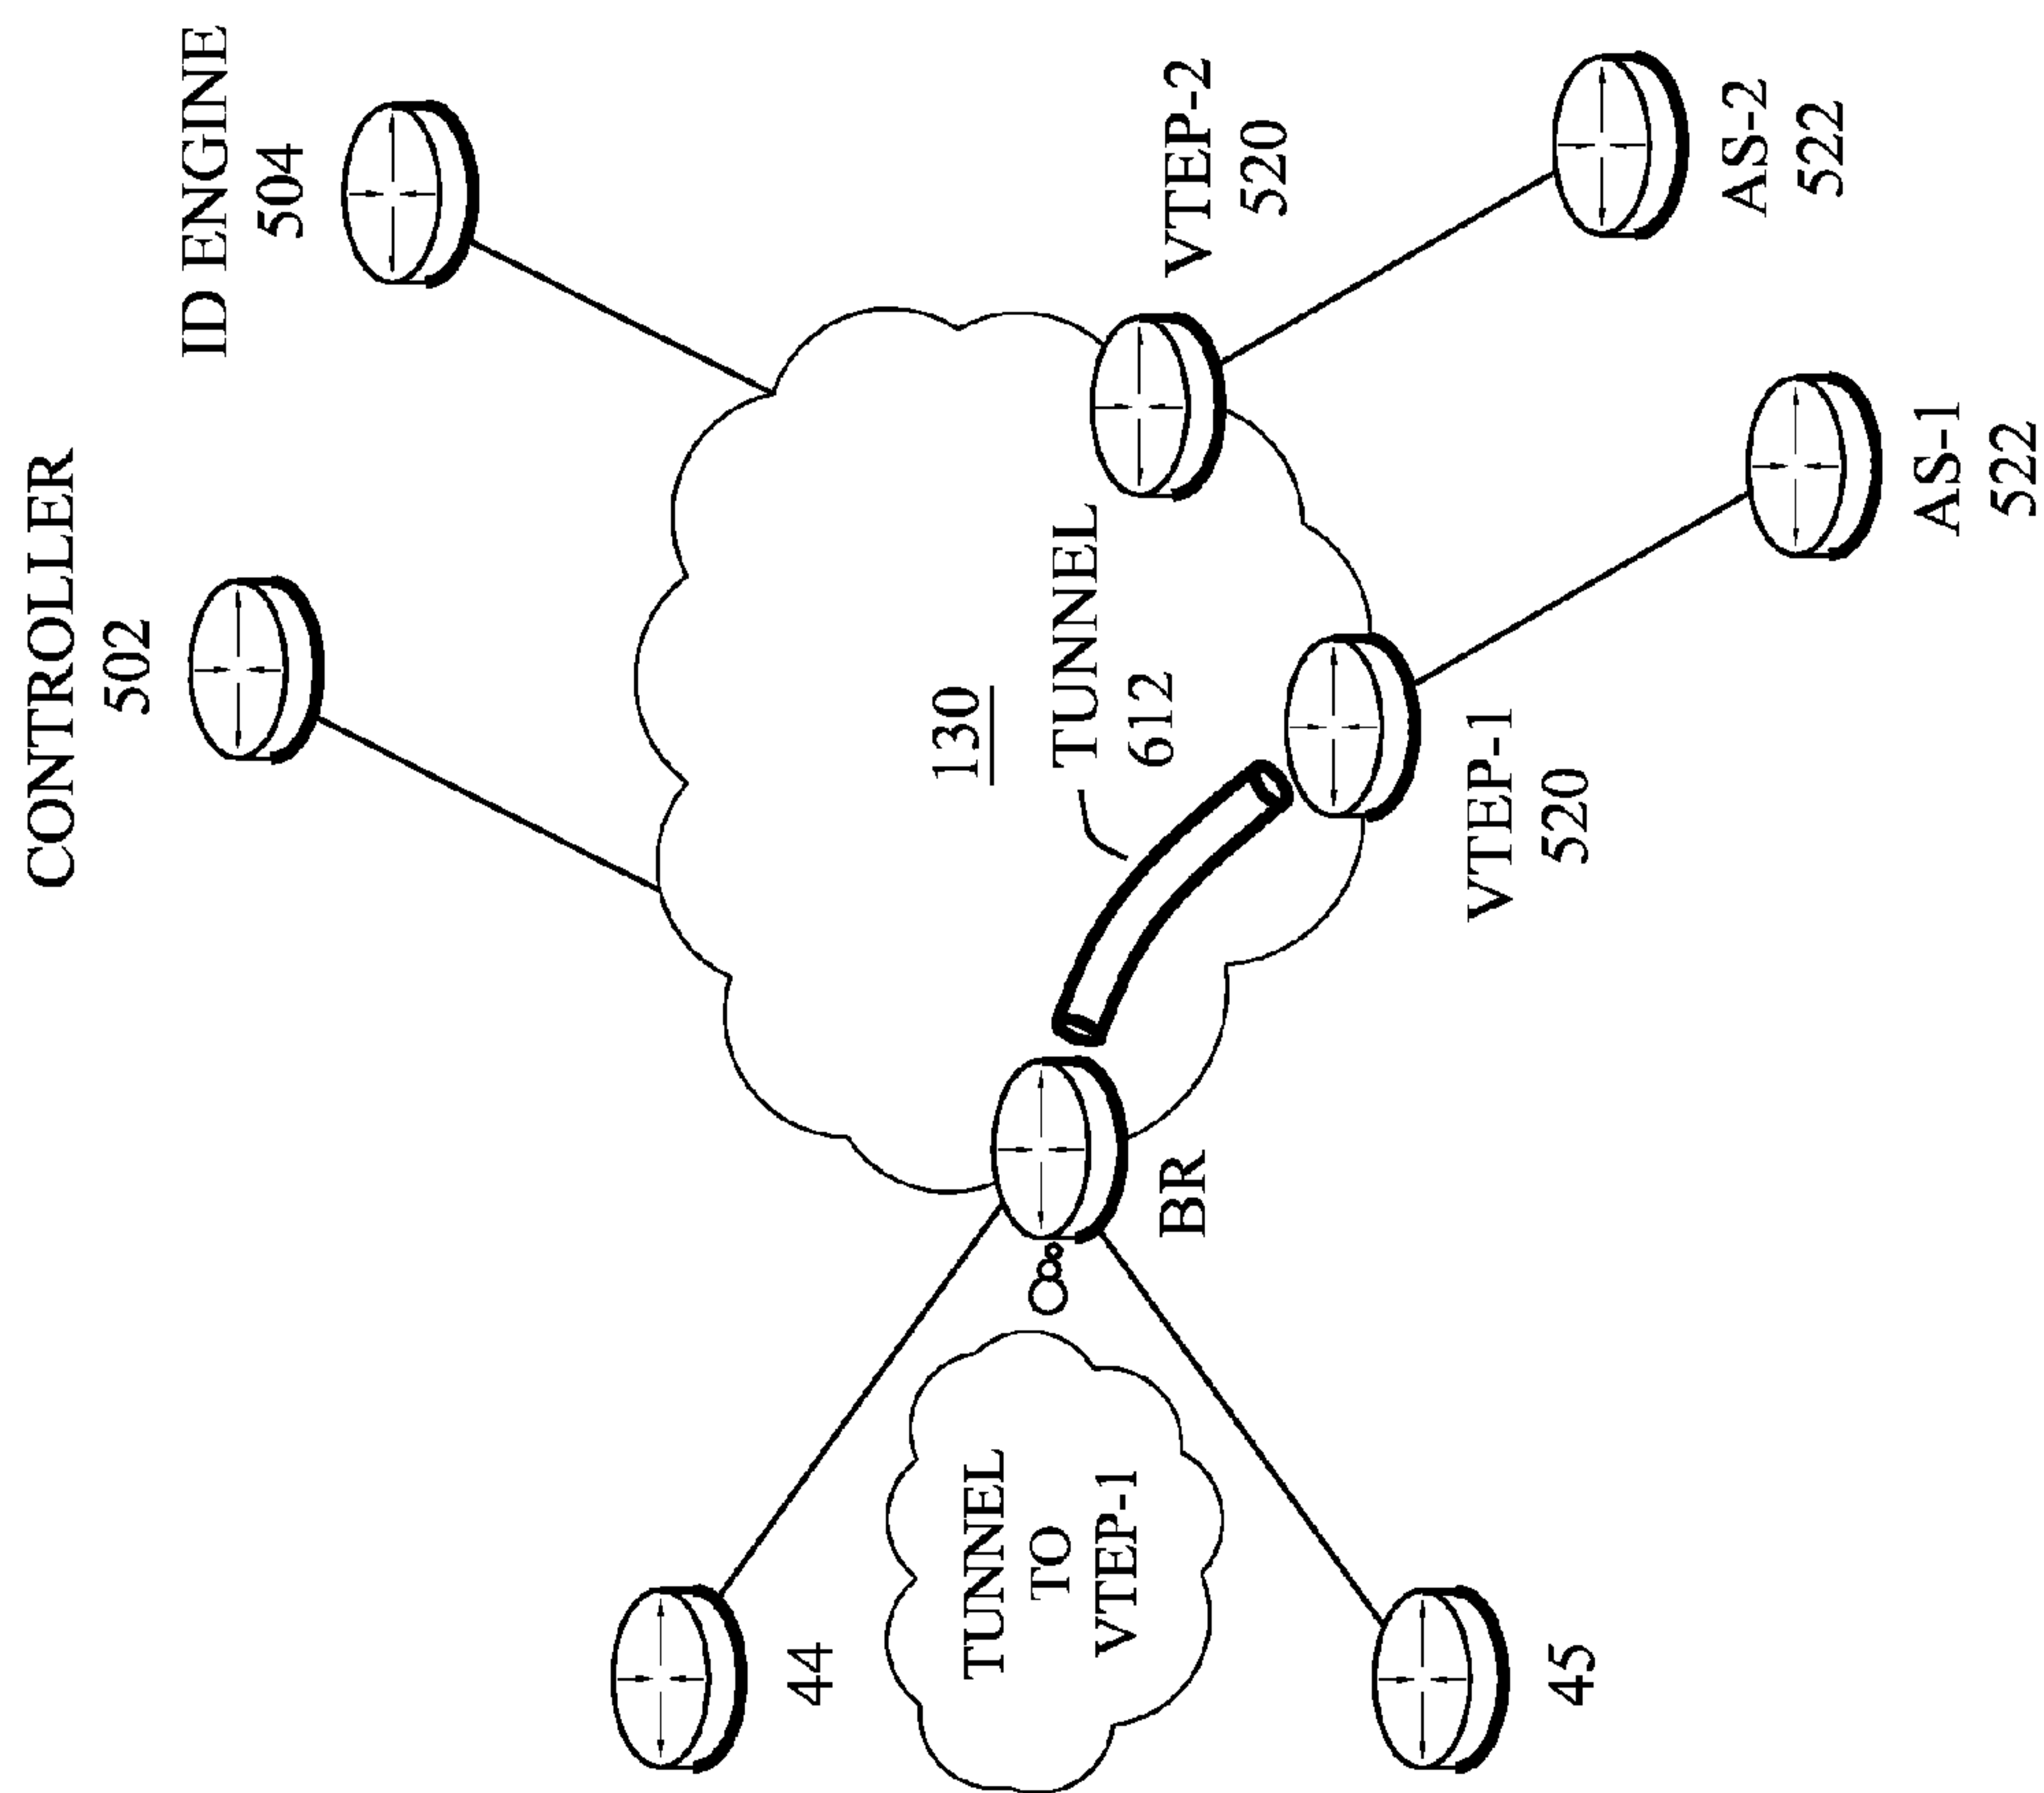 CONTROLLER
502
ID ENGINE
504
44
TUNNEL
TO
VTEP-1
45
BR
130
TUNNEL
612
VTEP-2
520
VTEP-1
520
AS-2
522
AS-1
522